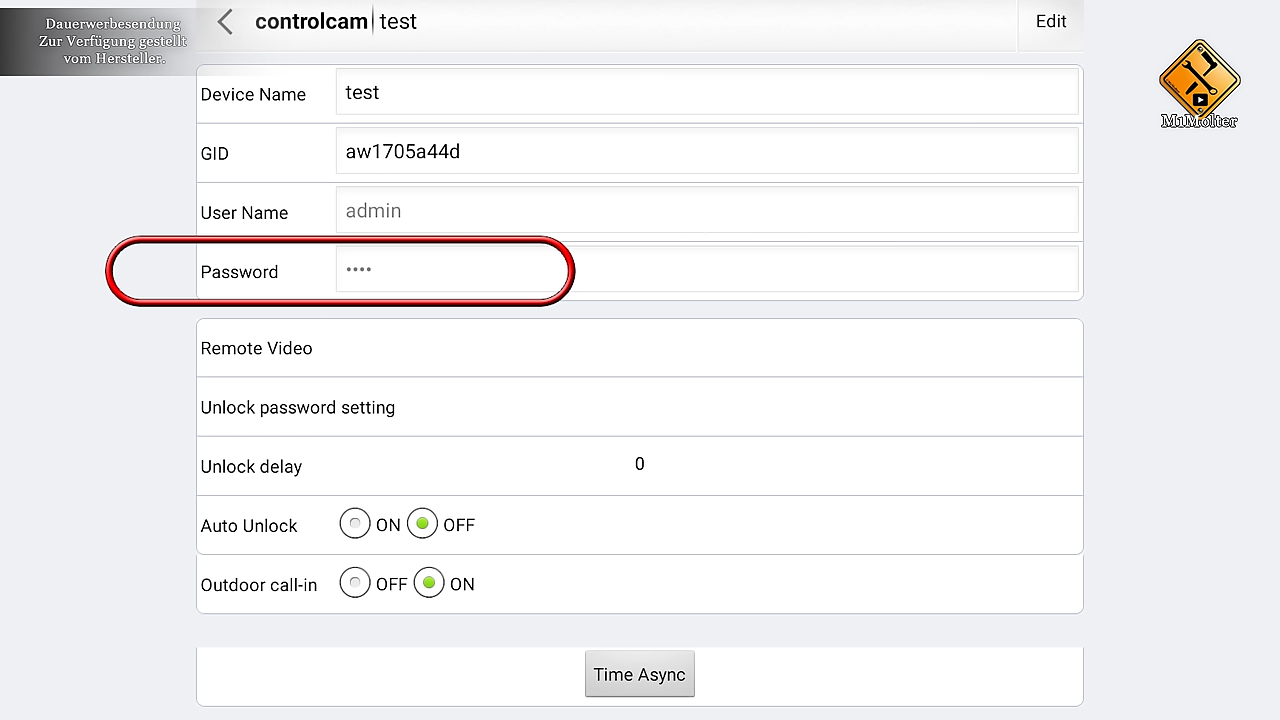 Dauerwerbesendung
Zur Verfügung gestellt
vom Hersteller.
controlcam test
Edit
M1Molter
Device Name test
GID aw1705a44d
User Name admin
Password ••••
Remote Video
Unlock password setting
Unlock delay 0
Auto Unlock ON OFF
Outdoor call-in OFF ON
Time Async